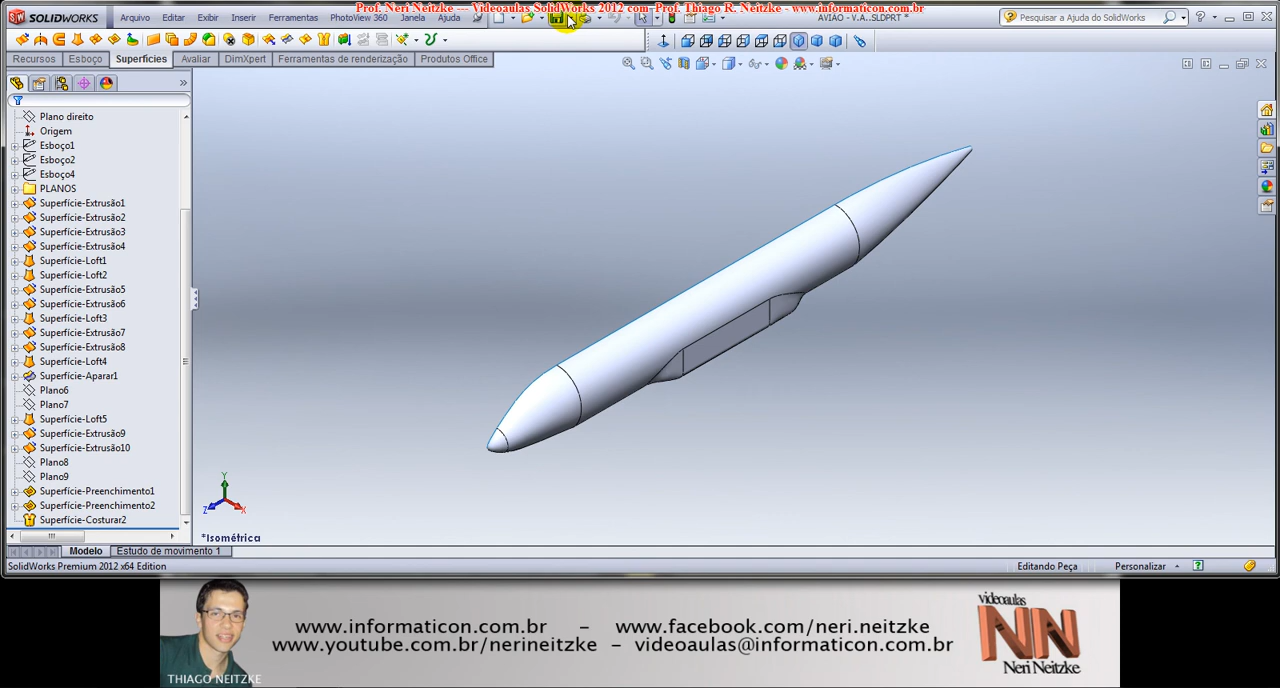 Prof. Neri Neitzke --- Videoaulas SolidWorks 2012 com Prof. Thiago R. Neitzke - www.informaticon.com.br
SOLIDWORKS
Arquivo Editar Exibir Inserir Ferramentas PhotoView 360 Janela Ajuda
AVIAO - V.A...SLDPRT *
Pesquisar a Ajuda do SolidWorks
Recursos Esboço Superfícies Avaliar DimXpert Ferramentas de renderização Produtos Office
Plano direito
Origem
Esboço1
Esboço2
Esboço4
PLANOS
Superfície-Extrusão1
Superfície-Extrusão2
Superfície-Extrusão3
Superfície-Extrusão4
Superfície-Loft1
Superfície-Loft2
Superfície-Extrusão5
Superfície-Extrusão6
Superfície-Loft3
Superfície-Extrusão7
Superfície-Extrusão8
Superfície-Loft4
Superfície-Aparar1
Plano6
Plano7
Superfície-Loft5
Superfície-Extrusão9
Superfície-Extrusão10
Plano8
Plano9
Superfície-Preenchimento1
Superfície-Preenchimento2
Superfície-Costurar2
Y
Z
X
*Isométrica
Modelo Estudo de movimento 1
SolidWorks Premium 2012 x64 Edition
Editando Peça
Personalizar
www.informaticon.com.br - www.facebook.com/neri.neitzke
www.youtube.com.br/nerineitzke - videoaulas@informaticon.com.br
THIAGO NEITZKE
videoaulas
NN
Neri Neitzke